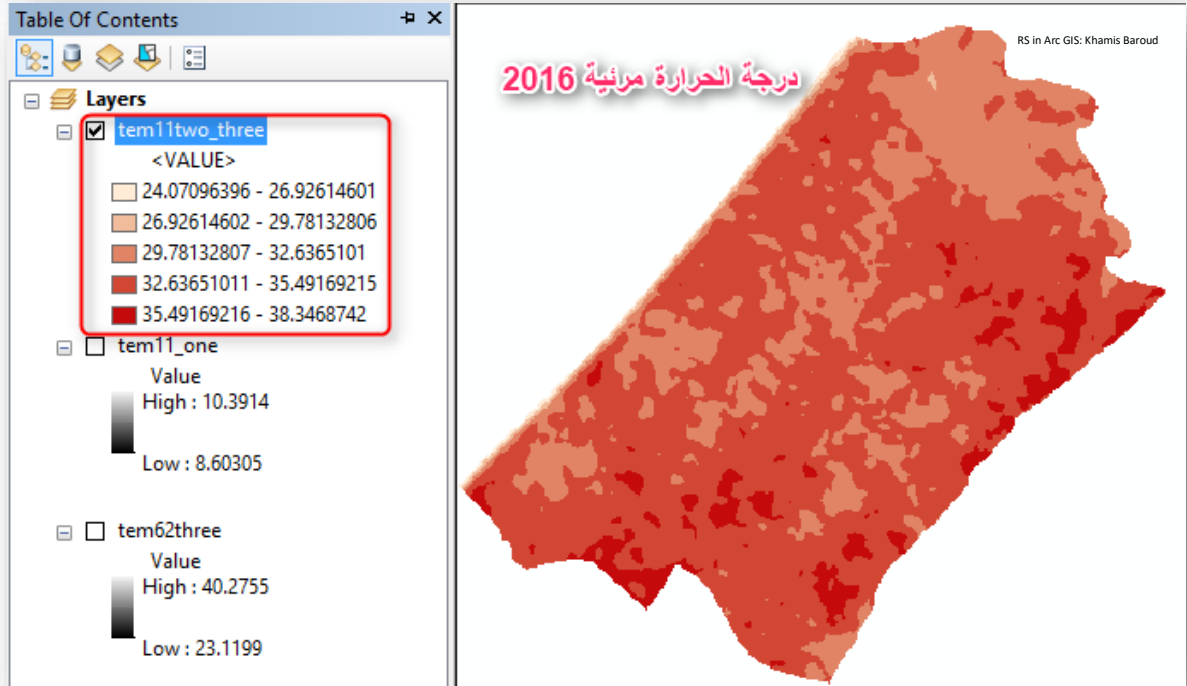 Table Of Contents
Layers
tem11two_three
<VALUE>
24.07096396 - 26.92614601
26.92614602 - 29.78132806
29.78132807 - 32.6365101
32.63651011 - 35.49169215
35.49169216 - 38.3468742
tem11_one
Value
High : 10.3914
Low : 8.60305
tem62three
Value
High : 40.2755
Low : 23.1199
RS in Arc GIS: Khamis Baroud
درجة الحرارة مرئية 2016